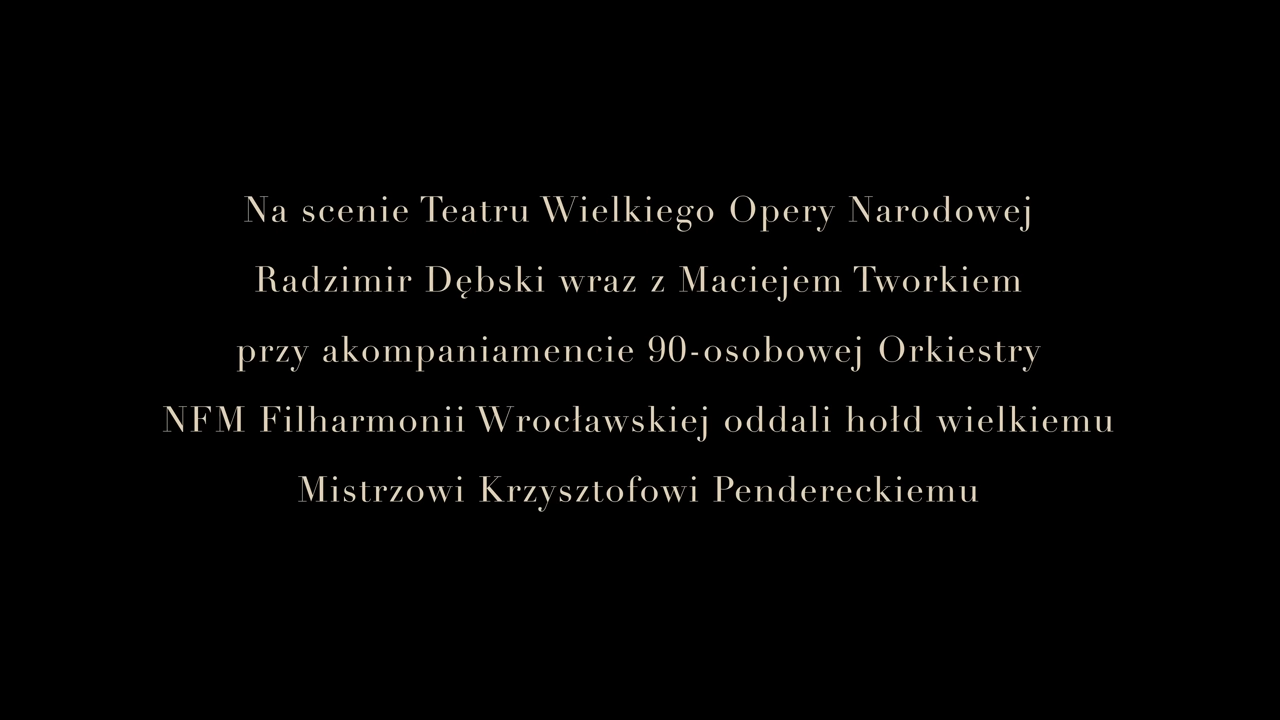 Na scenie Teatru Wielkiego Opery Narodowej
Radzimir Dębski wraz z Maciejem Tworkiem
przy akompaniamencie 90-osobowej Orkiestry
NFM Filharmonii Wrocławskiej oddali hołd wielkiemu
Mistrzowi Krzysztofowi Pendereckiemu